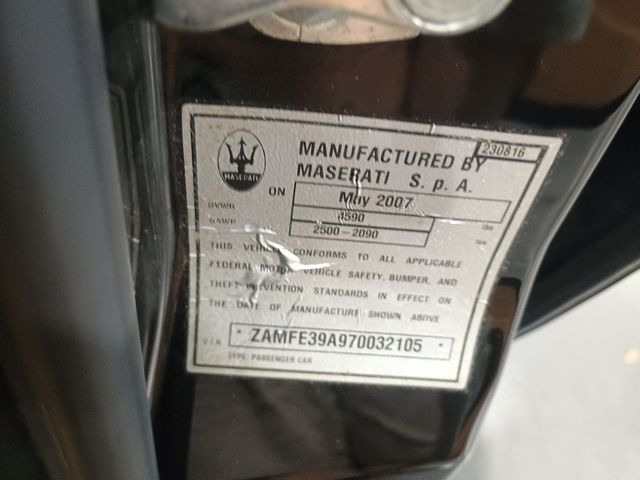 230816
MASERATI
MANUFACTURED BY
MASERATI S. p. A.
ON May 2007
GVWR 4590 lbs
GAWR 2500-2090 lbs
THIS VEHICLE CONFORMS TO ALL APPLICABLE
FEDERAL MOTOR VEHICLE SAFETY, BUMPER, AND
THEFT PREVENTION STANDARDS IN EFFECT ON
THE DATE OF MANUFACTURE SHOWN ABOVE
V.I.N. * ZAMFE39A970032105 *
TYPE: PASSENGER CAR